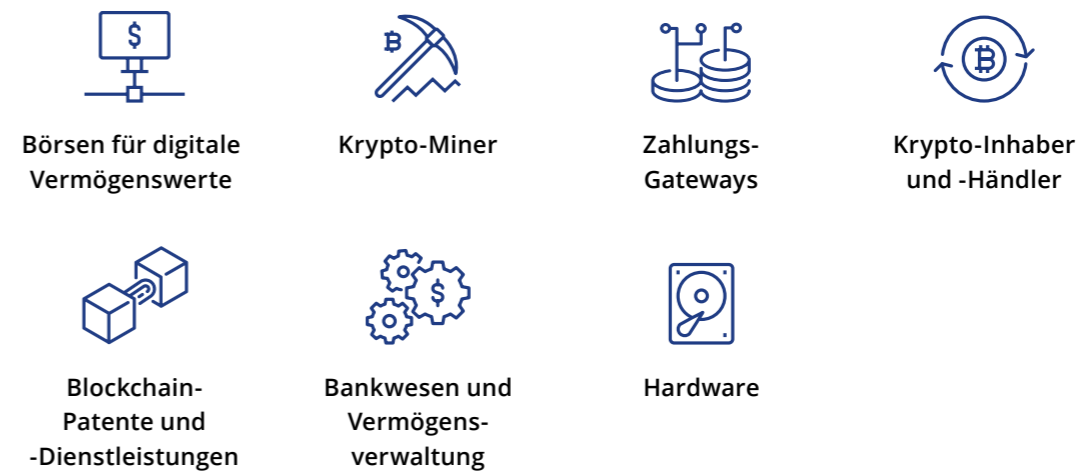 Börsen für digitale
Vermögenswerte
Krypto-Miner
Zahlungs-
Gateways
Krypto-Inhaber
und -Händler
Blockchain-
Patente und
-Dienstleistungen
Bankwesen und
Vermögens-
verwaltung
Hardware